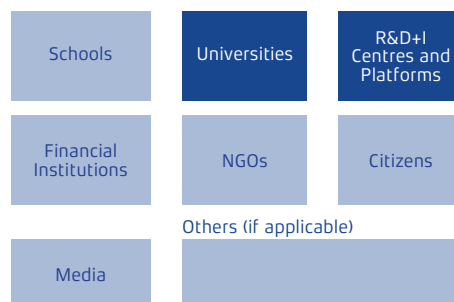 Schools
Universities
R&D+I
Centres and
Platforms
Financial
Institutions
NGOs
Citizens
Others (if applicable)
Media